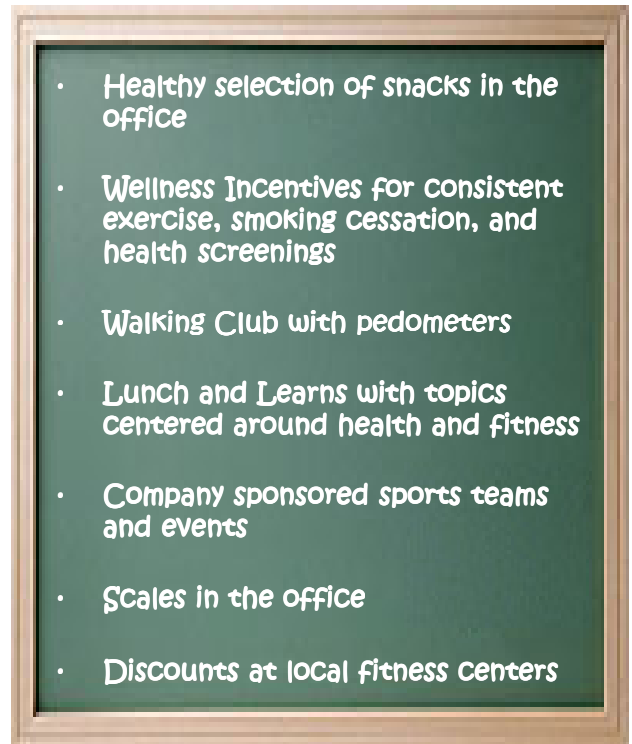 • Healthy selection of snacks in the
office
• Wellness Incentives for consistent
exercise, smoking cessation, and
health screenings
• Walking Club with pedometers
• Lunch and Learns with topics
centered around health and fitness
• Company sponsored sports teams
and events
• Scales in the office
• Discounts at local fitness centers